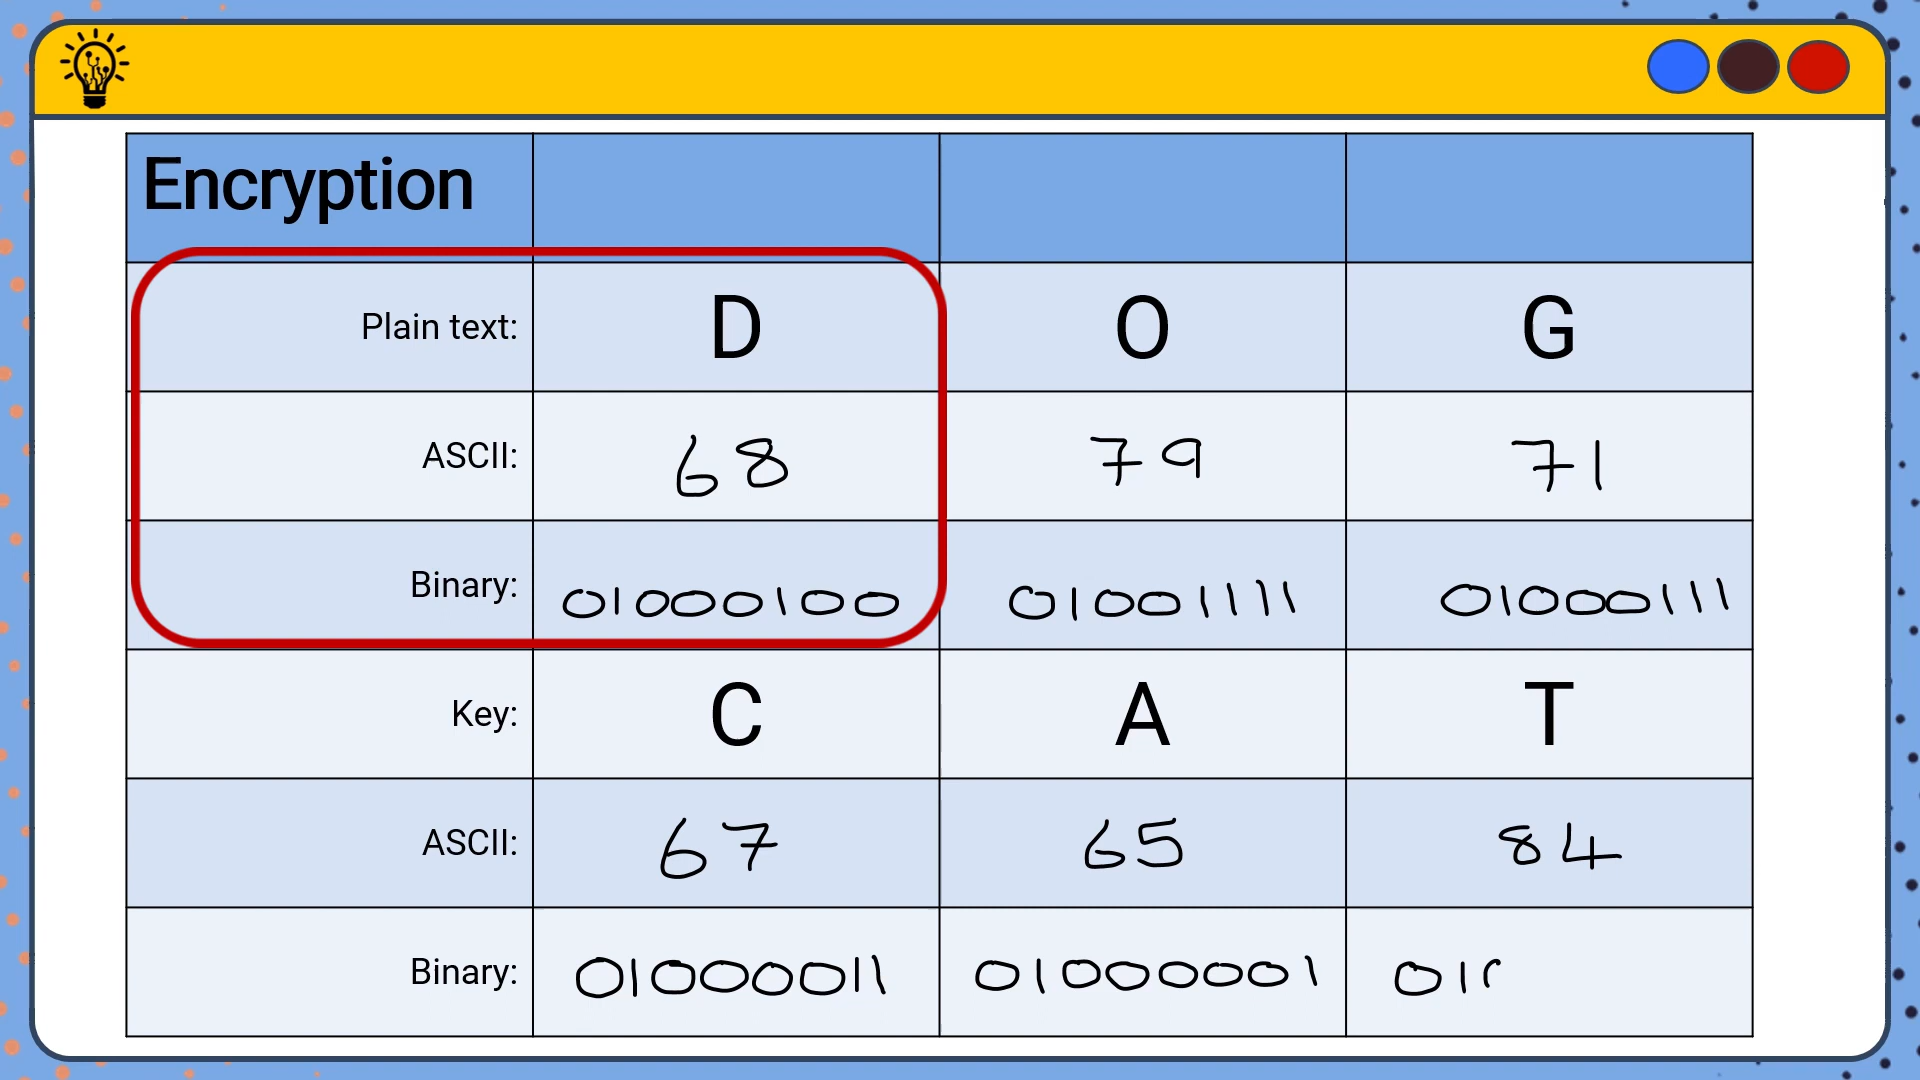 Encryption
Plain text: D O G
ASCII: 68 79 71
Binary: 01000100 01001111 01000111
Key: C A T
ASCII: 67 65 84
Binary: 01000011 01000001 01